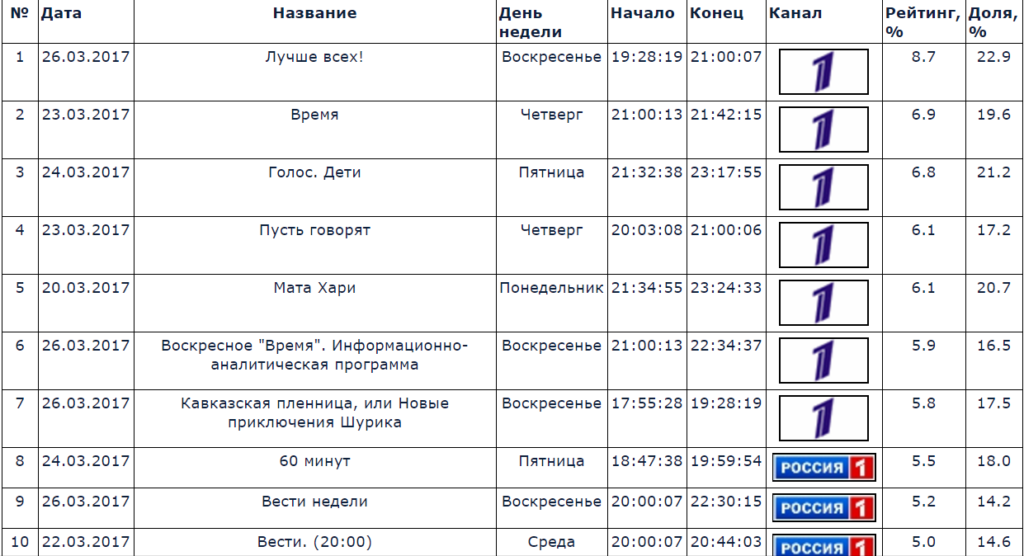 № Дата Название День недели Начало Конец Канал Рейтинг, % Доля, %
1 26.03.2017 Лучше всех! Воскресенье 19:28:19 21:00:07 1 8.7 22.9
2 23.03.2017 Время Четверг 21:00:13 21:42:15 1 6.9 19.6
3 24.03.2017 Голос. Дети Пятница 21:32:38 23:17:55 1 6.8 21.2
4 23.03.2017 Пусть говорят Четверг 20:03:08 21:00:06 1 6.1 17.2
5 20.03.2017 Мата Хари Понедельник 21:34:55 23:24:33 1 6.1 20.7
6 26.03.2017 Воскресное "Время". Информационно- Воскресенье 21:00:13 22:34:37 1 5.9 16.5
аналитическая программа
7 26.03.2017 Кавказская пленница, или Новые Воскресенье 17:55:28 19:28:19 1 5.8 17.5
приключения Шурика
8 24.03.2017 60 минут Пятница 18:47:38 19:59:54 РОССИЯ 1 5.5 18.0
9 26.03.2017 Вести недели Воскресенье 20:00:07 22:30:15 РОССИЯ 1 5.2 14.2
10 22.03.2017 Вести. (20:00) Среда 20:00:07 20:44:03 РОССИЯ 1 5.0 14.6